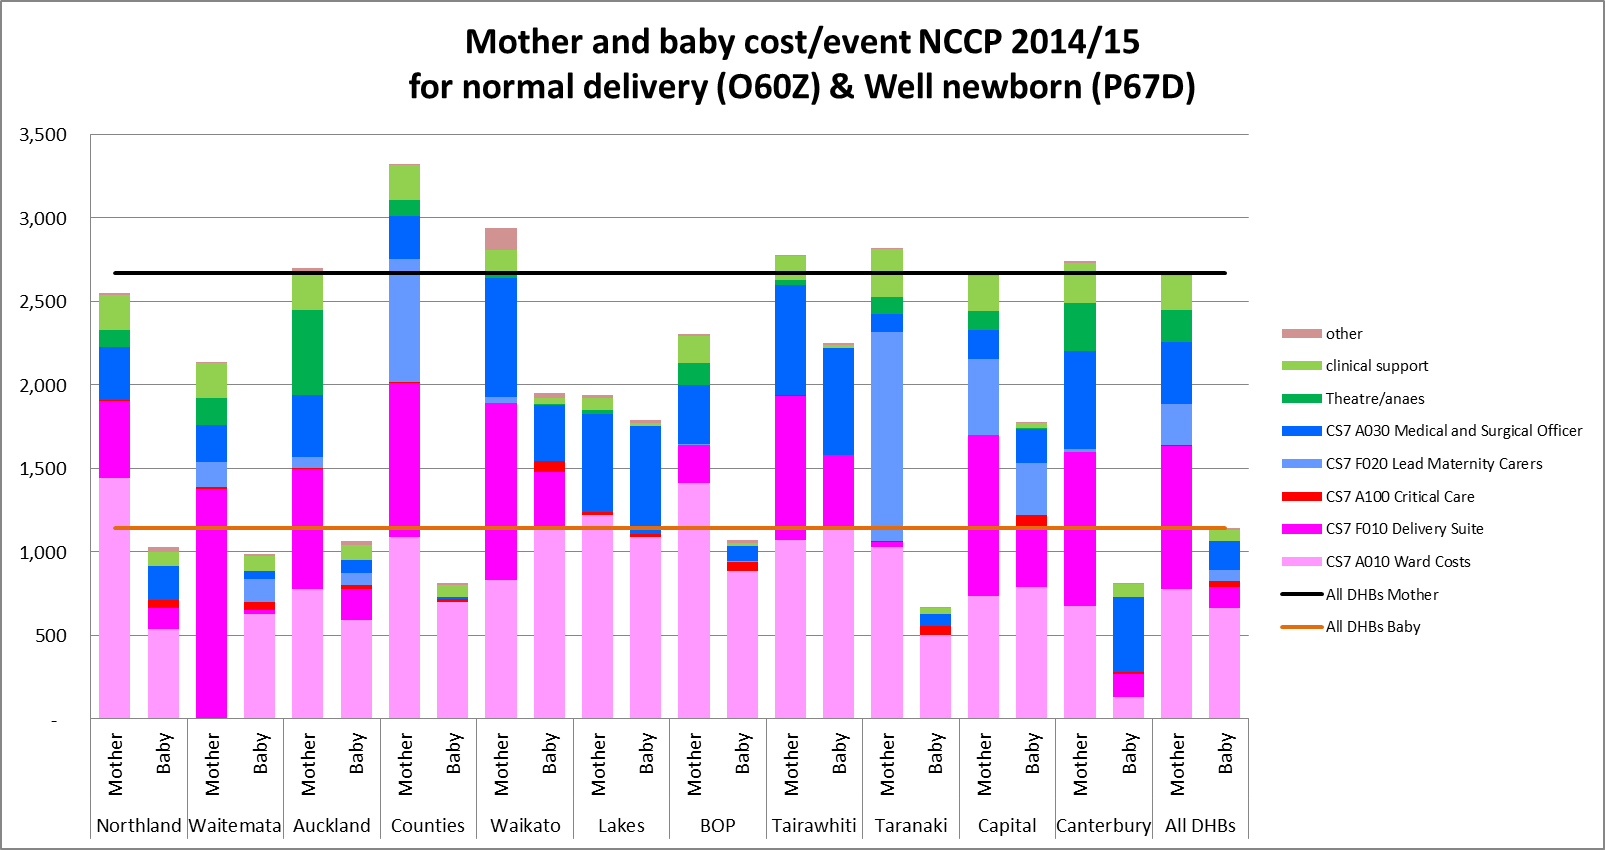 Mother and baby cost/event NCCP 2014/15
for normal delivery (O60Z) & Well newborn (P67D)
3,500
3,000
2,500
2,000
1,500
1,000
500
-
other
clinical support
Theatre/anaes
CS7 A030 Medical and Surgical Officer
CS7 F020 Lead Maternity Carers
CS7 A100 Critical Care
CS7 F010 Delivery Suite
CS7 A010 Ward Costs
All DHBs Mother
All DHBs Baby
Mother Baby Mother Baby Mother Baby Mother Baby Mother Baby Mother Baby Mother Baby Mother Baby Mother Baby Mother Baby Mother Baby Mother Baby
Northland Waitemata Auckland Counties Waikato Lakes BOP Tairawhiti Taranaki Capital Canterbury All DHBs